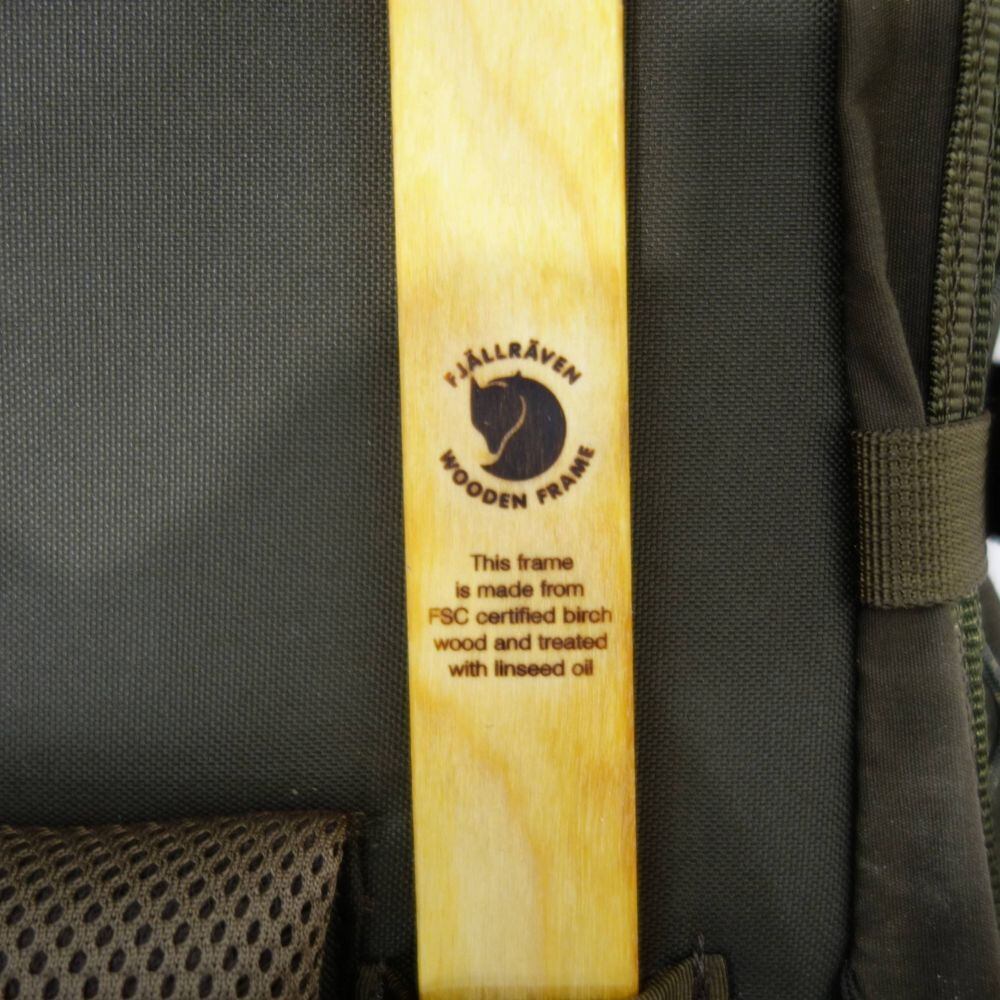 FJÄLLRÄVEN
WOODEN FRAME
This frame
is made from
FSC certified birch
wood and treated
with linseed oil